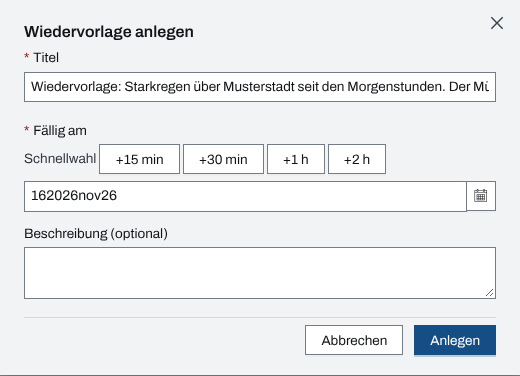 Wiedervorlage anlegen
* Titel
Wiedervorlage: Starkregen über Musterstadt seit den Morgenstunden. Der Mü
* Fällig am
Schnellwahl +15 min +30 min +1 h +2 h
162026nov26
Beschreibung (optional)
Abbrechen Anlegen